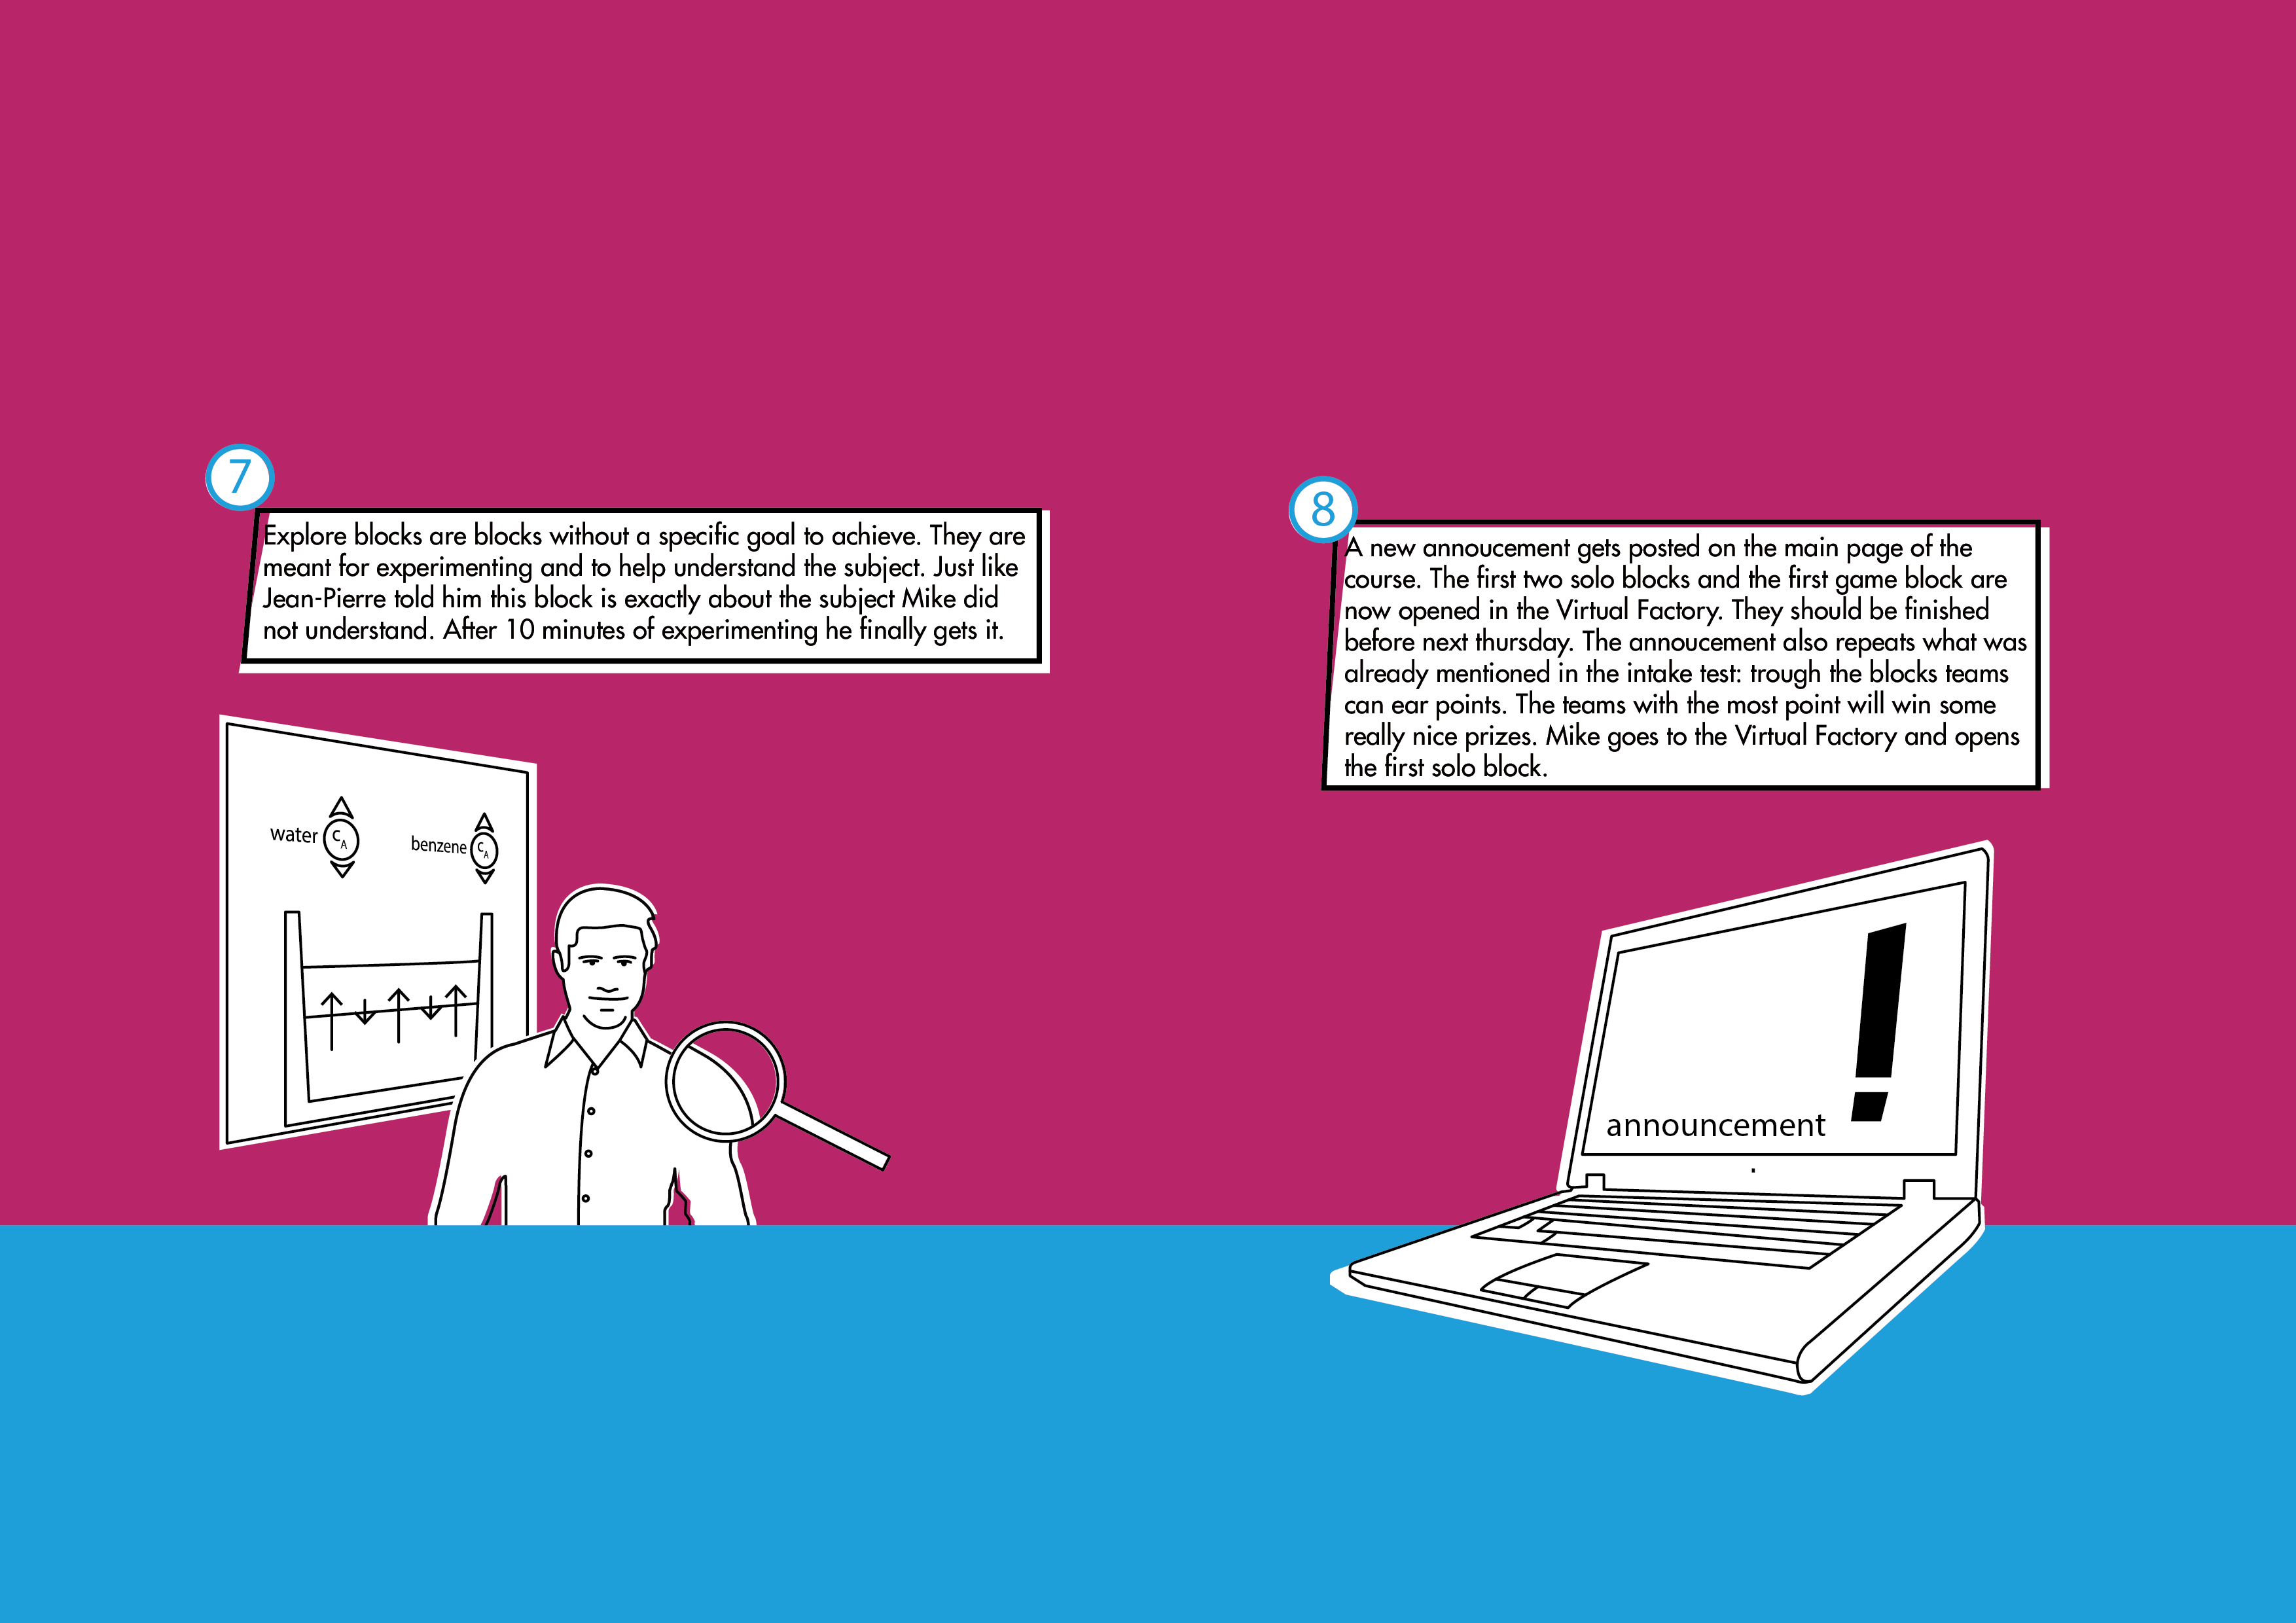 7
Explore blocks are blocks without a specific goal to achieve. They are
meant for experimenting and to help understand the subject. Just like
Jean-Pierre told him this block is exactly about the subject Mike did
not understand. After 10 minutes of experimenting he finally gets it.
water C A
benzene C A
8
A new annoucement gets posted on the main page of the
course. The first two solo blocks and the first game block are
now opened in the Virtual Factory. They should be finished
before next thursday. The annoucement also repeats what was
already mentioned in the intake test: trough the blocks teams
can ear points. The teams with the most point will win some
really nice prizes. Mike goes to the Virtual Factory and opens
the first solo block.
announcement !